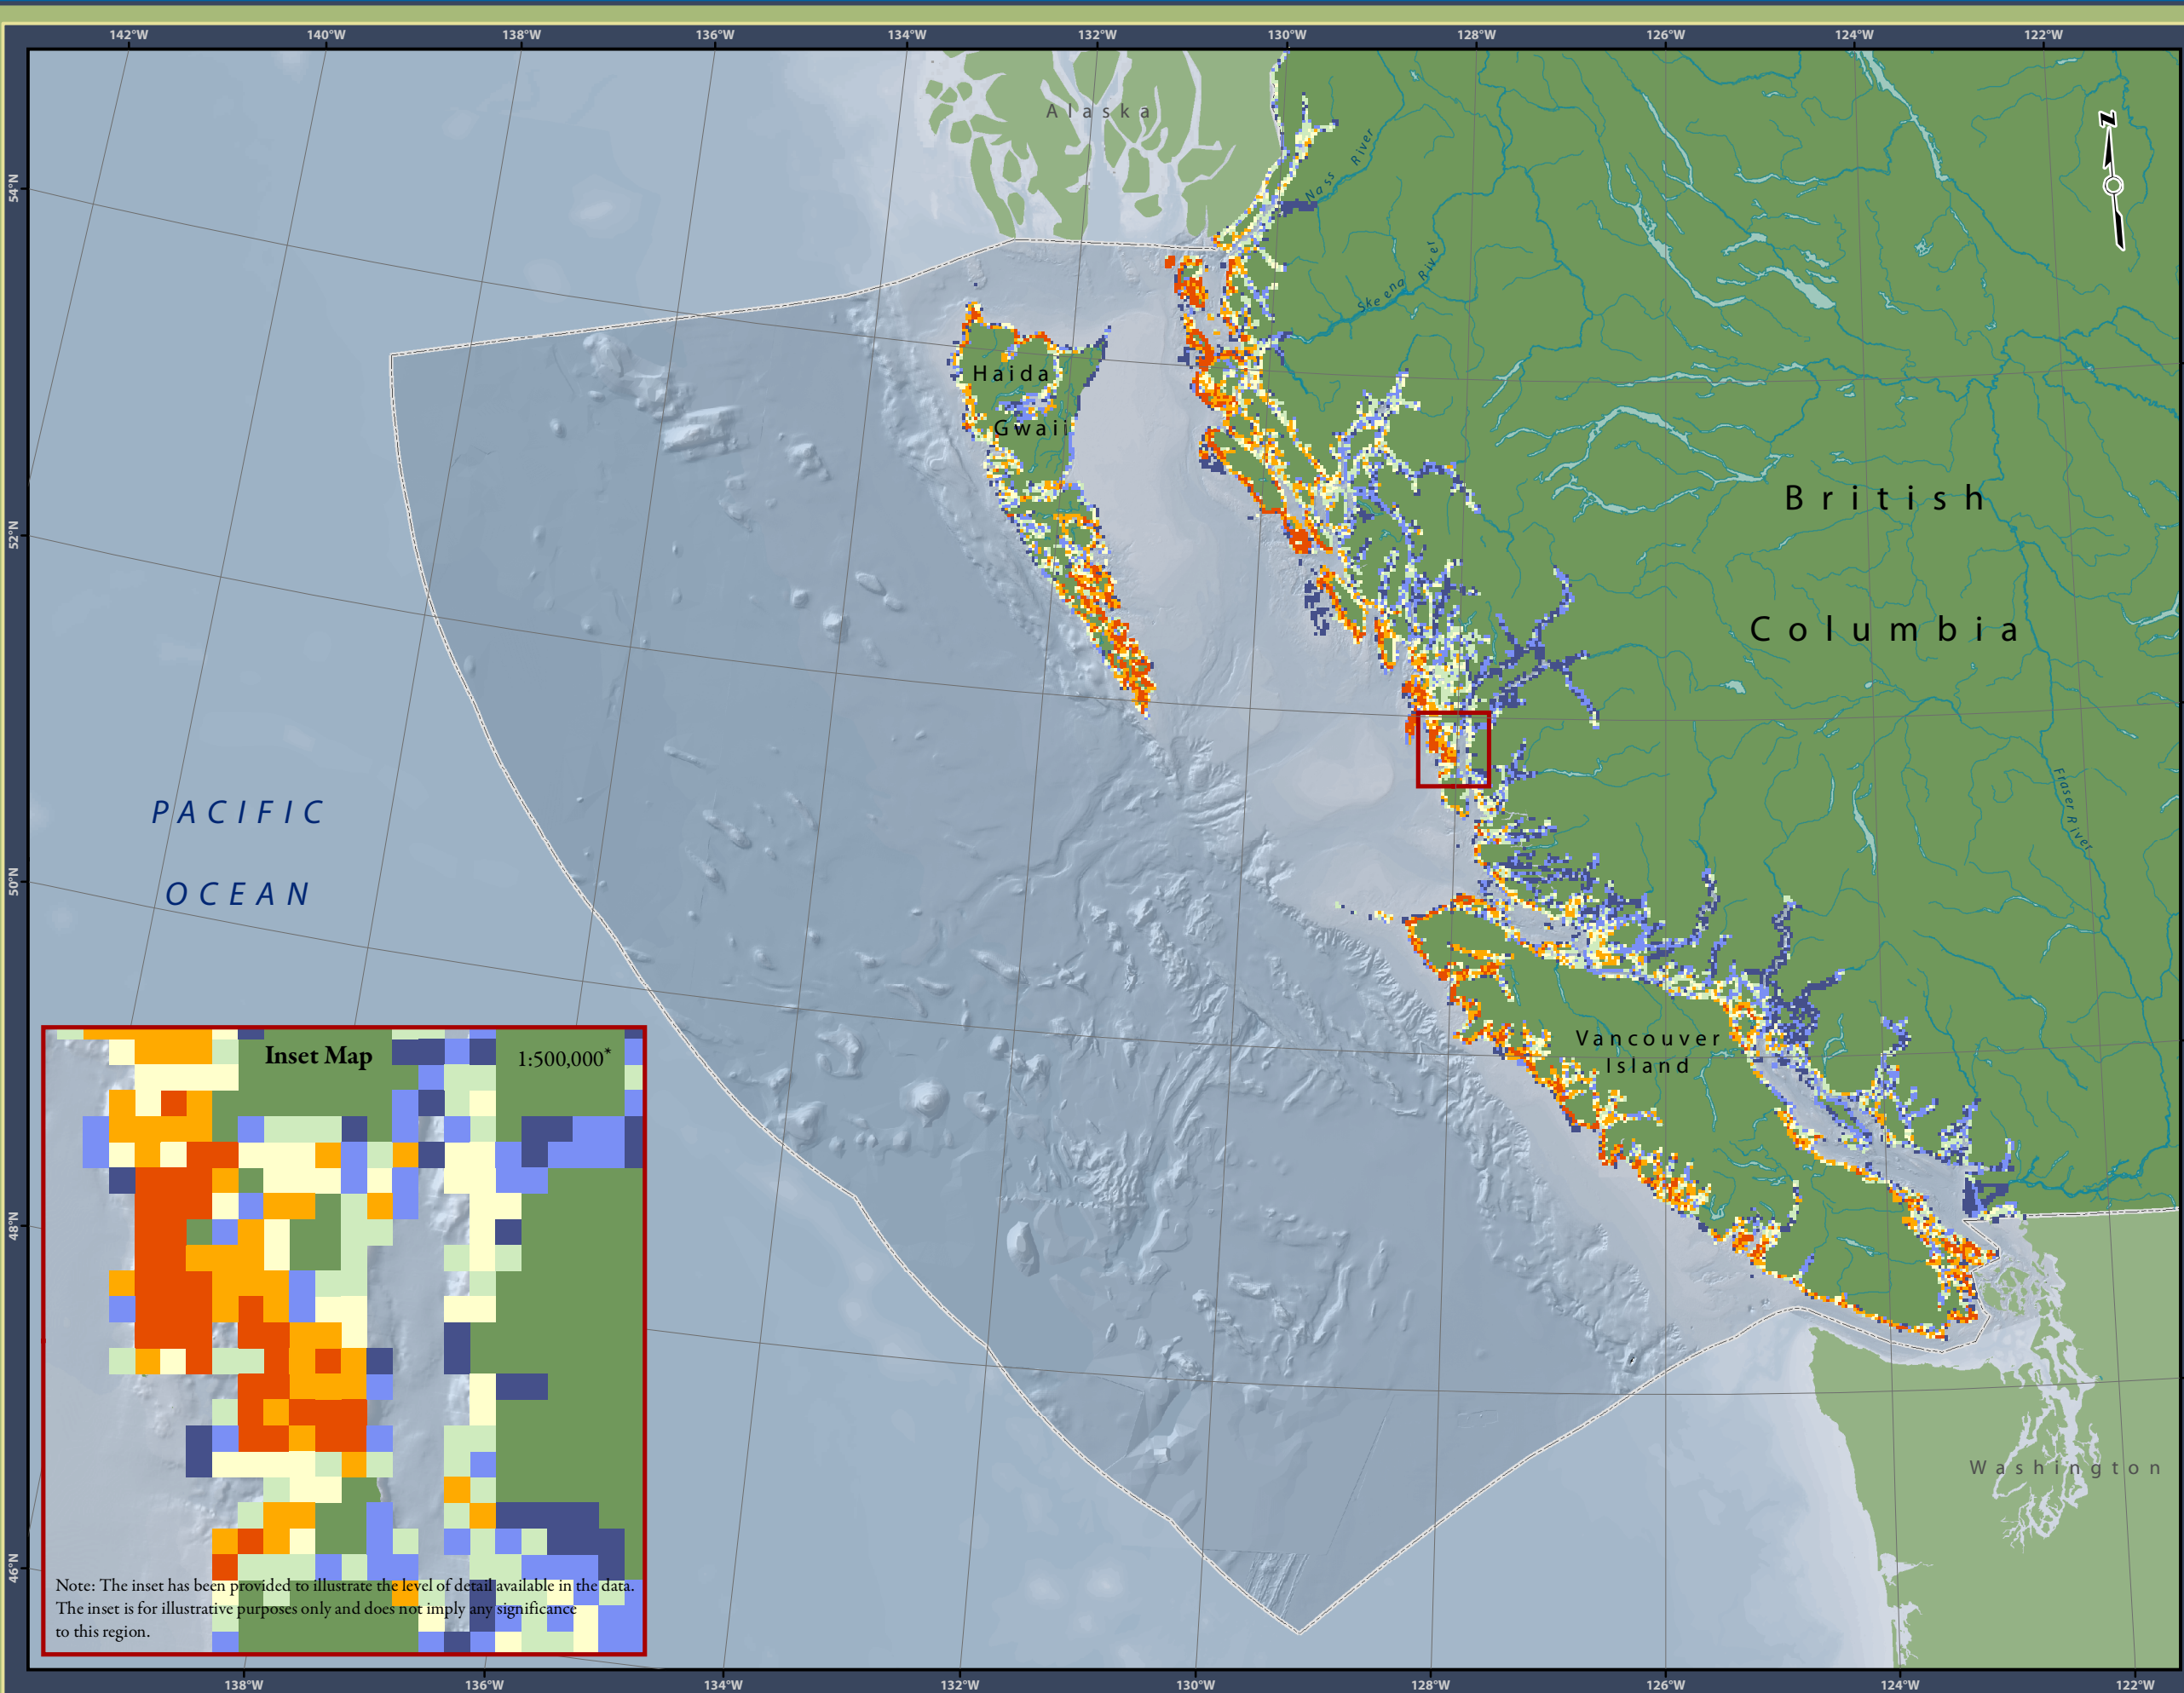 142°W 140°W 138°W 136°W 134°W 132°W 130°W 128°W 126°W 124°W 122°W
Alaska
N
Nass River
54°N
Skeena River
Haida
Gwaii
British
52°N
Columbia
PACIFIC
OCEAN
Fraser River
50°N
Vancouver
Island
Inset Map 1:500,000*
48°N
Washington
46°N
Note: The inset has been provided to illustrate the level of detail available in the data.
The inset is for illustrative purposes only and does not imply any significance
to this region.
138°W 136°W 134°W 132°W 130°W 128°W 126°W 124°W 122°W